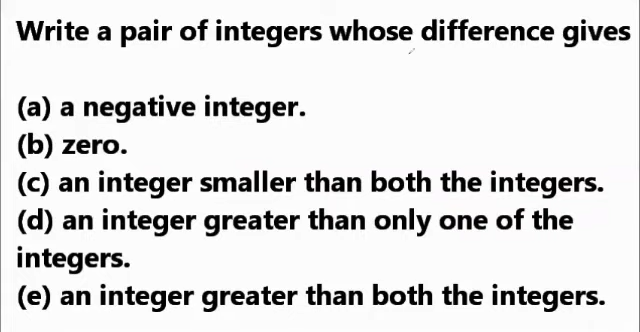 Write a pair of integers whose difference gives
(a) a negative integer.
(b) zero.
(c) an integer smaller than both the integers.
(d) an integer greater than only one of the
integers.
(e) an integer greater than both the integers.